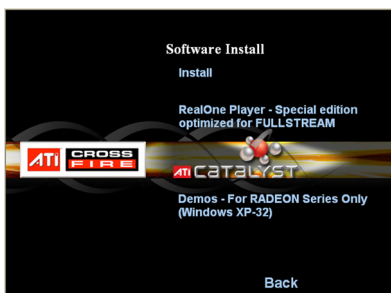 Software Install
Install
RealOne Player - Special edition
optimized for FULLSTREAM
ATI CROSS
FIRE
ATI CATALYST
Demos - For RADEON Series Only
(Windows XP-32)
Back